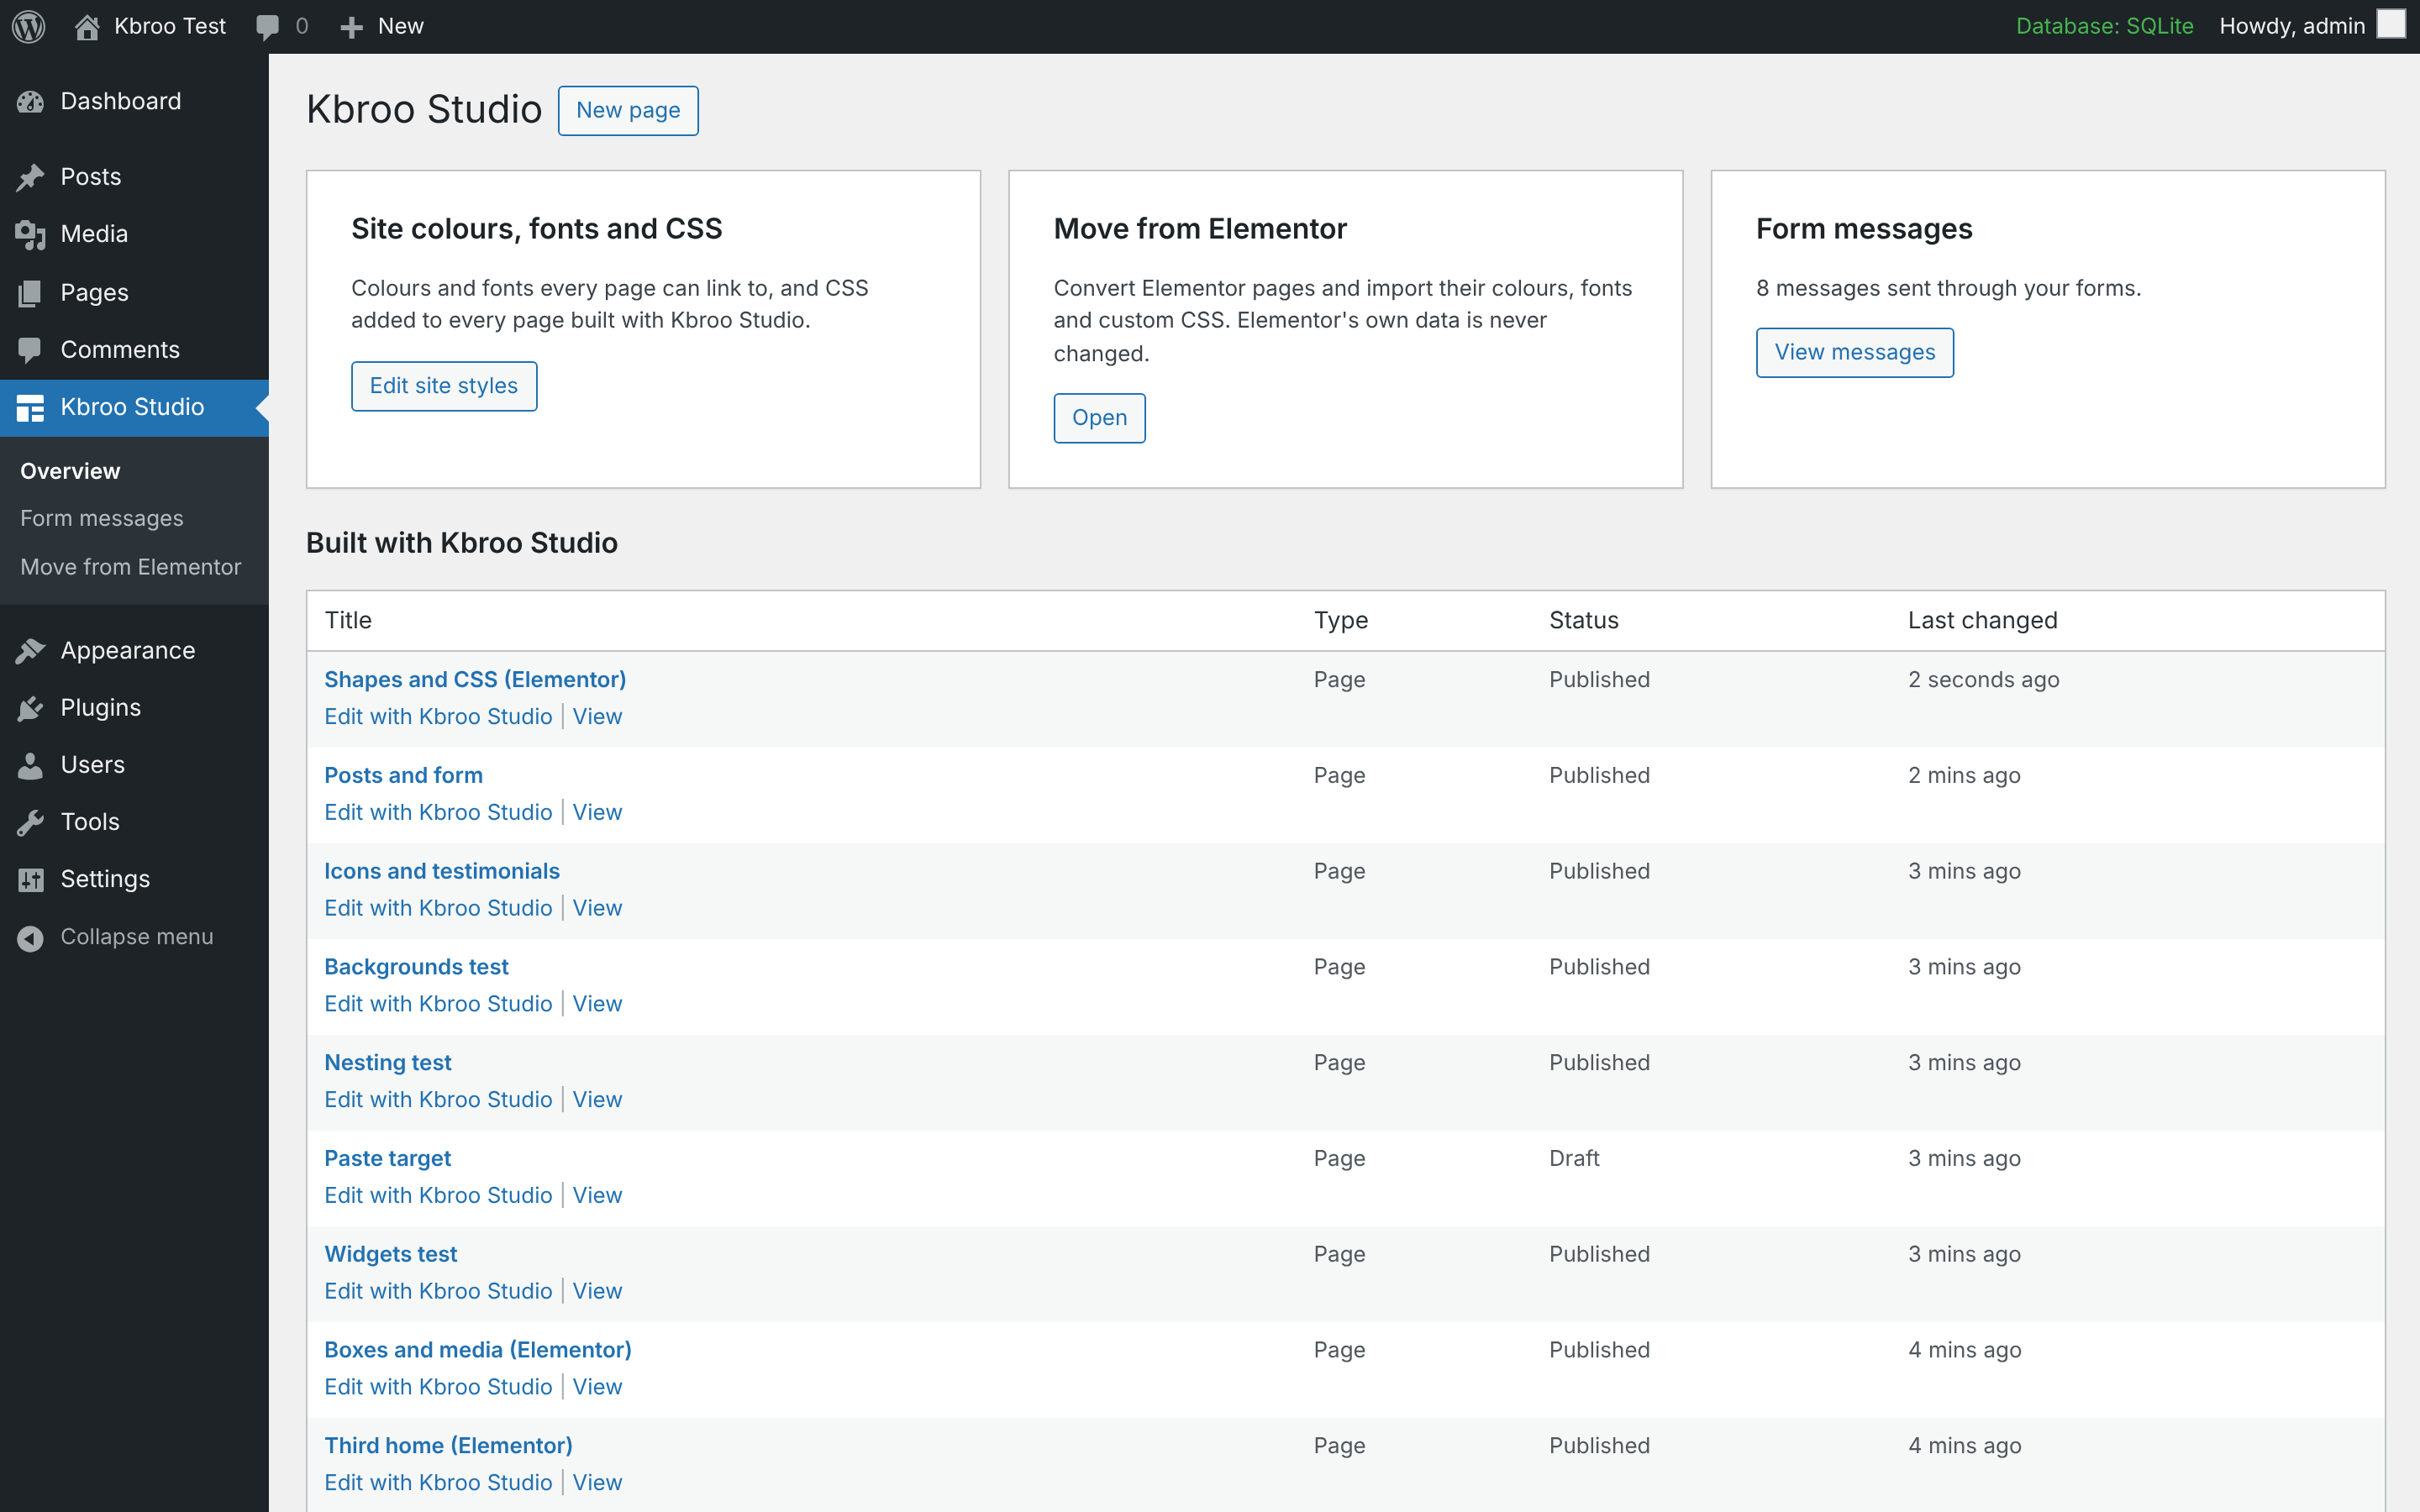 Kbroo Test
0
New
Database: SQLite
Howdy, admin
Dashboard
Posts
Media
Pages
Comments
Kbroo Studio
Overview
Form messages
Move from Elementor
Appearance
Plugins
Users
Tools
Settings
Collapse menu
Kbroo Studio
New page
Site colours, fonts and CSS
Colours and fonts every page can link to, and CSS
added to every page built with Kbroo Studio.
Edit site styles
Move from Elementor
Convert Elementor pages and import their colours, fonts
and custom CSS. Elementor's own data is never
changed.
Open
Form messages
8 messages sent through your forms.
View messages
Built with Kbroo Studio
Title Type Status Last changed
Shapes and CSS (Elementor) Page Published 2 seconds ago
Edit with Kbroo Studio | View
Posts and form Page Published 2 mins ago
Edit with Kbroo Studio | View
Icons and testimonials Page Published 3 mins ago
Edit with Kbroo Studio | View
Backgrounds test Page Published 3 mins ago
Edit with Kbroo Studio | View
Nesting test Page Published 3 mins ago
Edit with Kbroo Studio | View
Paste target Page Draft 3 mins ago
Edit with Kbroo Studio | View
Widgets test Page Published 3 mins ago
Edit with Kbroo Studio | View
Boxes and media (Elementor) Page Published 4 mins ago
Edit with Kbroo Studio | View
Third home (Elementor) Page Published 4 mins ago
Edit with Kbroo Studio | View